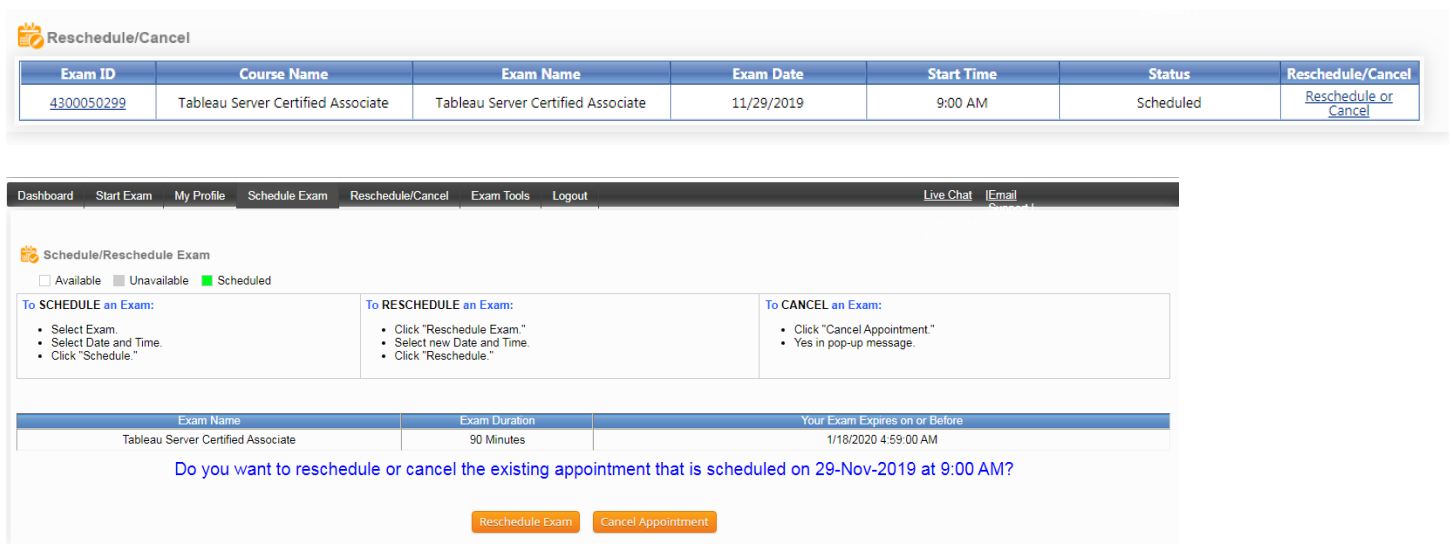 Reschedule/Cancel
Exam ID Course Name Exam Name Exam Date Start Time Status Reschedule/Cancel
4300050299 Tableau Server Certified Associate Tableau Server Certified Associate 11/29/2019 9:00 AM Scheduled Reschedule or
Cancel
Dashboard Start Exam My Profile Schedule Exam Reschedule/Cancel Exam Tools Logout Live Chat |Email
Schedule/Reschedule Exam
Available Unavailable Scheduled
To SCHEDULE an Exam:
• Select Exam.
• Select Date and Time.
• Click "Schedule."
To RESCHEDULE an Exam:
• Click "Reschedule Exam."
• Select new Date and Time.
• Click "Reschedule."
To CANCEL an Exam:
• Click "Cancel Appointment."
• Yes in pop-up message.
Exam Name Exam Duration Your Exam Expires on or Before
Tableau Server Certified Associate 90 Minutes 1/18/2020 4:59:00 AM
Do you want to reschedule or cancel the existing appointment that is scheduled on 29-Nov-2019 at 9:00 AM?
Reschedule Exam Cancel Appointment